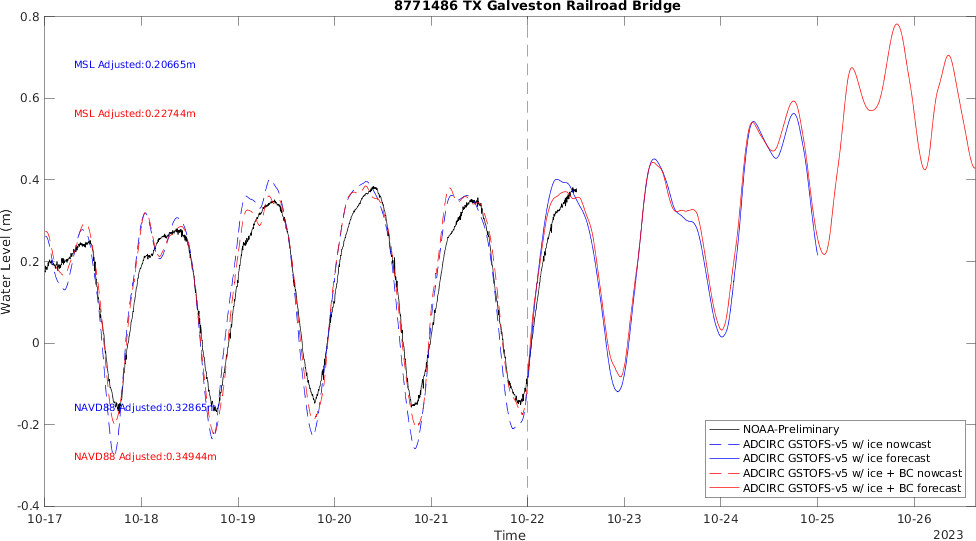 8771486 TX Galveston Railroad Bridge
0.8
0.6
0.4
0.2
0
-0.2
-0.4
Water Level (m)
MSL Adjusted:0.20665m
MSL Adjusted:0.22744m
NAVD88 Adjusted:0.32865m
NAVD88 Adjusted:0.34944m
NOAA-Preliminary
ADCIRC GSTOFS-v5 w/ ice nowcast
ADCIRC GSTOFS-v5 w/ ice forecast
ADCIRC GSTOFS-v5 w/ ice + BC nowcast
ADCIRC GSTOFS-v5 w/ ice + BC forecast
10-17 10-18 10-19 10-20 10-21 10-22 10-23 10-24 10-25 10-26
Time
2023